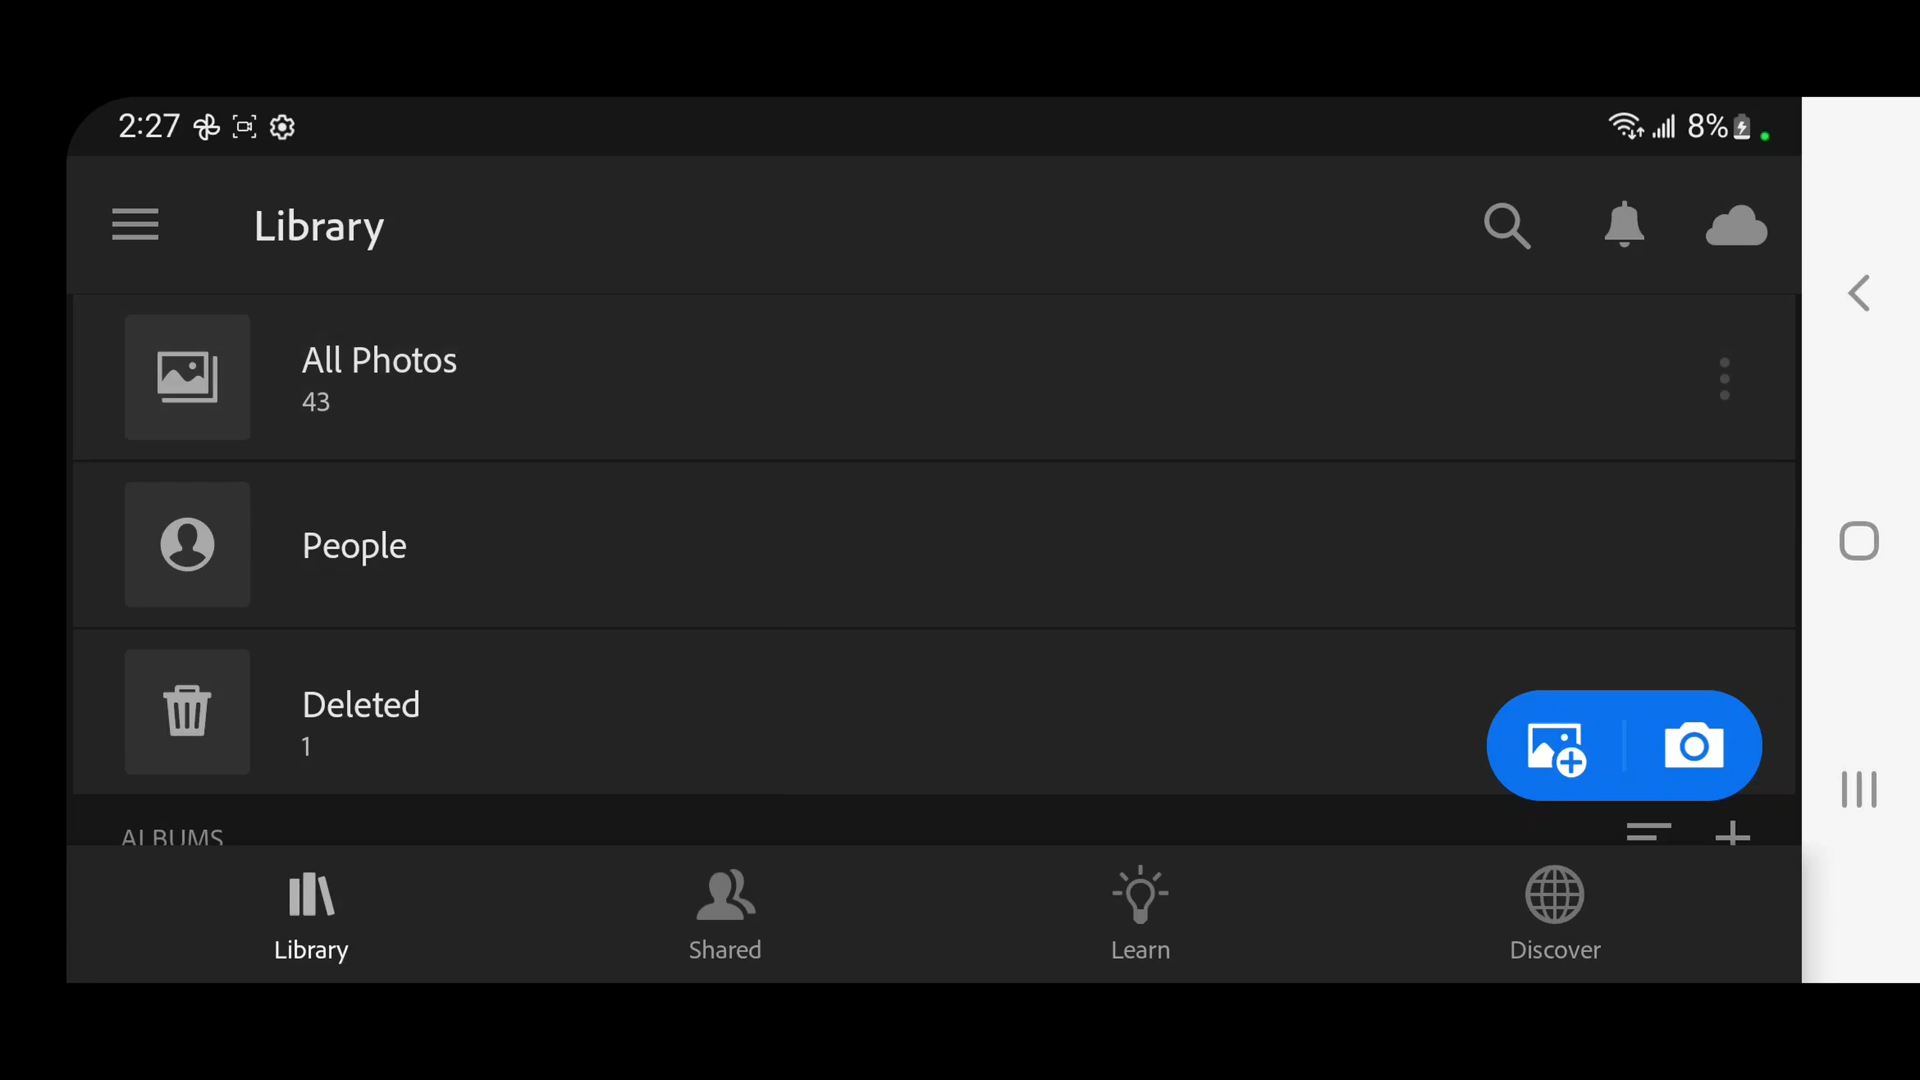 2:27
8%
Library
All Photos
43
People
Deleted
1
ALBUMS
Library
Shared
Learn
Discover